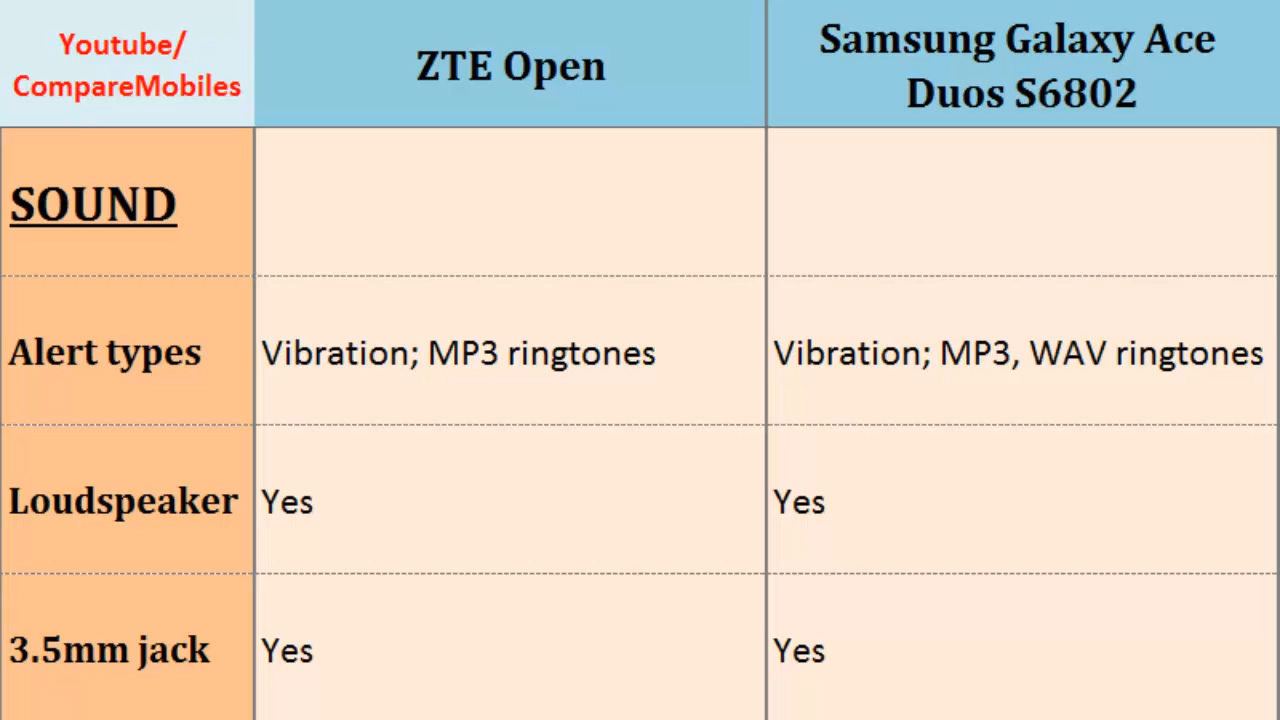 Youtube/
CompareMobiles
ZTE Open
Samsung Galaxy Ace
Duos S6802
SOUND
Alert types
Vibration; MP3 ringtones
Vibration; MP3, WAV ringtones
Loudspeaker
Yes
Yes
3.5mm jack
Yes
Yes